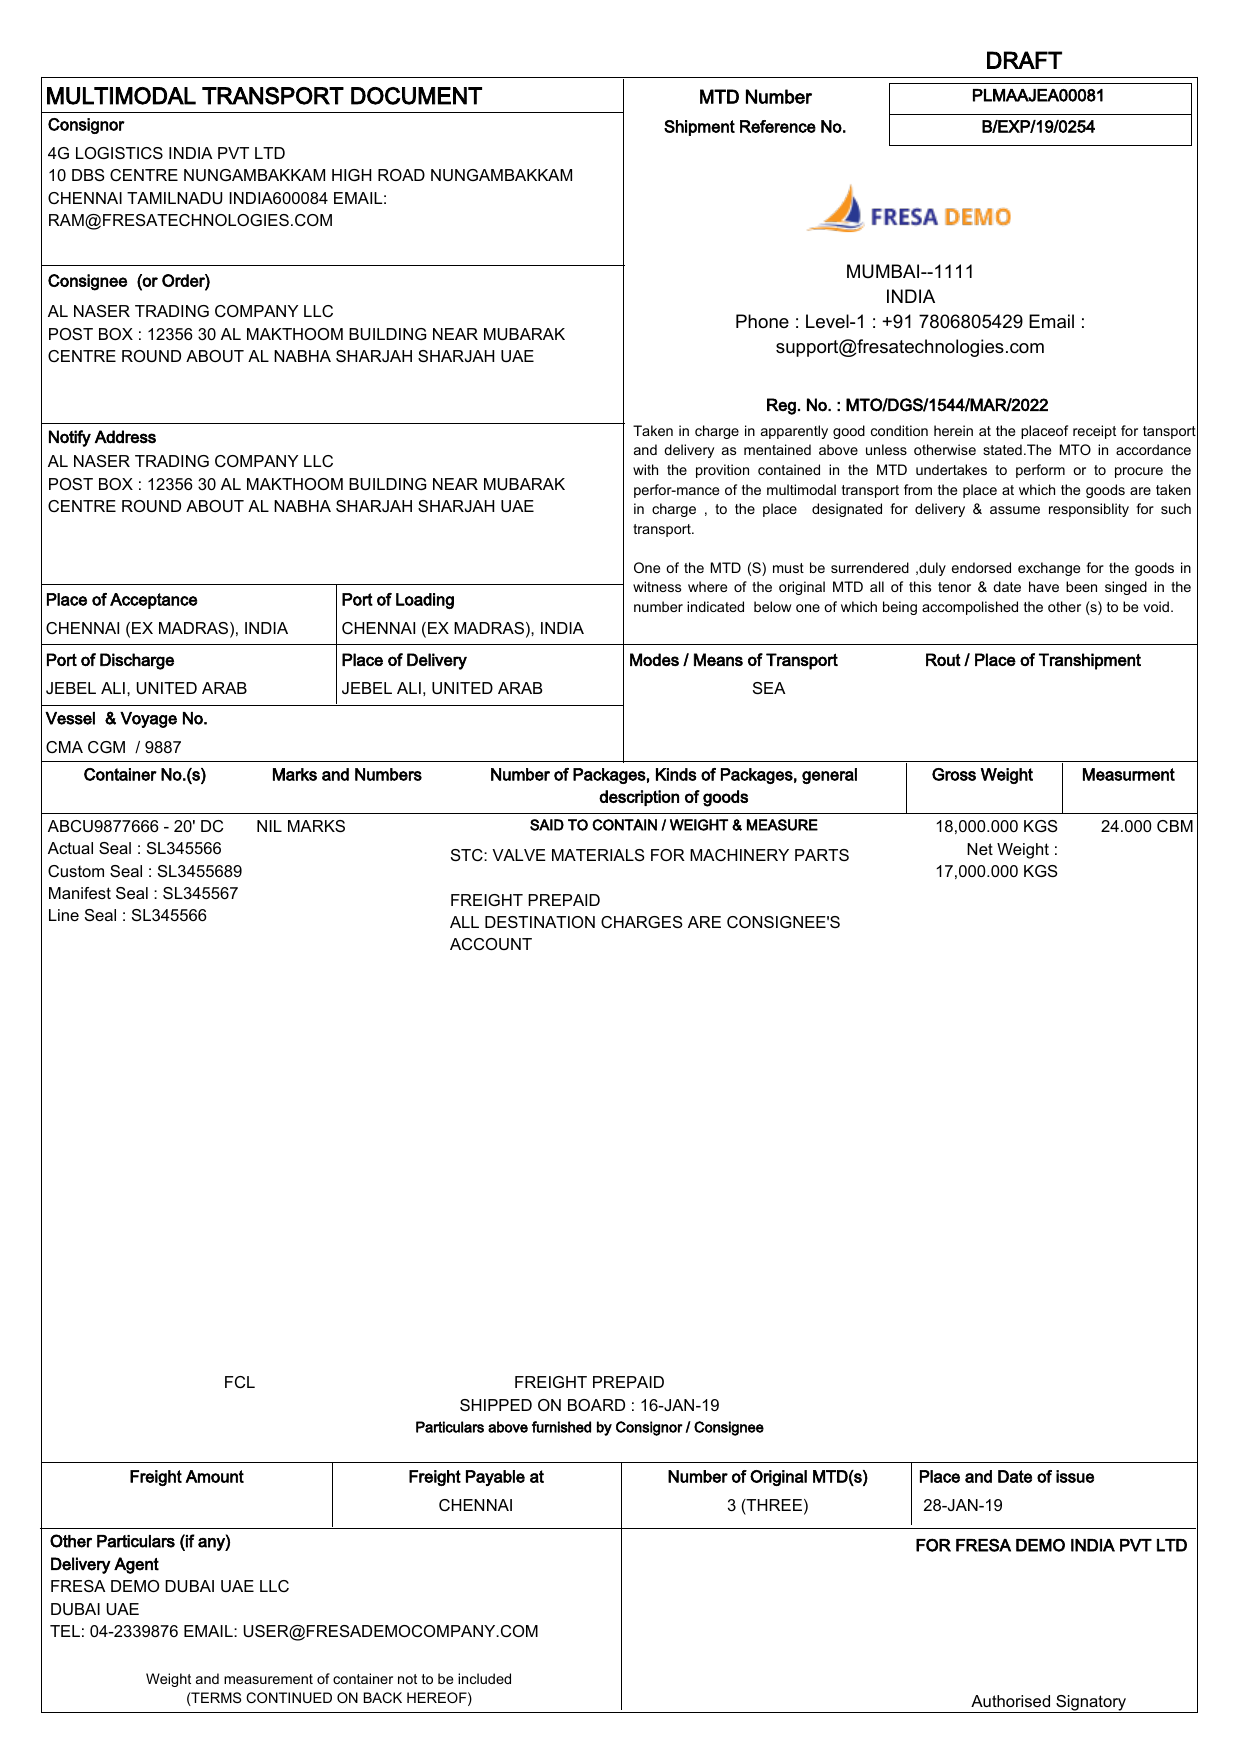 DRAFT
MULTIMODAL TRANSPORT DOCUMENT
MTD Number
PLMAAJEA00081
Shipment Reference No.
B/EXP/19/0254
Consignor
4G LOGISTICS INDIA PVT LTD
10 DBS CENTRE NUNGAMBAKKAM HIGH ROAD NUNGAMBAKKAM
CHENNAI TAMILNADU INDIA600084 EMAIL:
RAM@FRESATECHNOLOGIES.COM
FRESA DEMO
MUMBAI--1111
INDIA
Phone : Level-1 : +91 7806805429 Email :
support@fresatechnologies.com
Consignee  (or Order)
AL NASER TRADING COMPANY LLC
POST BOX : 12356 30 AL MAKTHOOM BUILDING NEAR MUBARAK
CENTRE ROUND ABOUT AL NABHA SHARJAH SHARJAH UAE
Reg. No. : MTO/DGS/1544/MAR/2022
Notify Address
AL NASER TRADING COMPANY LLC
POST BOX : 12356 30 AL MAKTHOOM BUILDING NEAR MUBARAK
CENTRE ROUND ABOUT AL NABHA SHARJAH SHARJAH UAE
Taken in charge in apparently good condition herein at the placeof receipt for tansport
and delivery as mentained above unless otherwise stated.The MTO in accordance
with the provition contained in the MTD undertakes to perform or to procure the
perfor-mance of the multimodal transport from the place at which the goods are taken
in charge , to the place  designated for delivery & assume responsiblity for such
transport.
One of the MTD (S) must be surrendered ,duly endorsed exchange for the goods in
witness where of the original MTD all of this tenor & date have been singed in the
number indicated  below one of which being accompolished the other (s) to be void.
Place of Acceptance
CHENNAI (EX MADRAS), INDIA
Port of Loading
CHENNAI (EX MADRAS), INDIA
Port of Discharge
JEBEL ALI, UNITED ARAB
Place of Delivery
JEBEL ALI, UNITED ARAB
Modes / Means of Transport
SEA
Rout / Place of Transhipment
Vessel  & Voyage No.
CMA CGM  / 9887
Container No.(s)
Marks and Numbers
Number of Packages, Kinds of Packages, general
description of goods
Gross Weight
Measurment
ABCU9877666 - 20' DC
Actual Seal : SL345566
Custom Seal : SL3455689
Manifest Seal : SL345567
Line Seal : SL345566
NIL MARKS
SAID TO CONTAIN / WEIGHT & MEASURE
STC: VALVE MATERIALS FOR MACHINERY PARTS
FREIGHT PREPAID
ALL DESTINATION CHARGES ARE CONSIGNEE'S
ACCOUNT
18,000.000 KGS
Net Weight :
17,000.000 KGS
24.000 CBM
FCL
FREIGHT PREPAID
SHIPPED ON BOARD : 16-JAN-19
Particulars above furnished by Consignor / Consignee
Freight Amount
Freight Payable at
CHENNAI
Number of Original MTD(s)
3 (THREE)
Place and Date of issue
28-JAN-19
Other Particulars (if any)
Delivery Agent
FRESA DEMO DUBAI UAE LLC
DUBAI UAE
TEL: 04-2339876 EMAIL: USER@FRESADEMOCOMPANY.COM
Weight and measurement of container not to be included
(TERMS CONTINUED ON BACK HEREOF)
FOR FRESA DEMO INDIA PVT LTD
Authorised Signatory